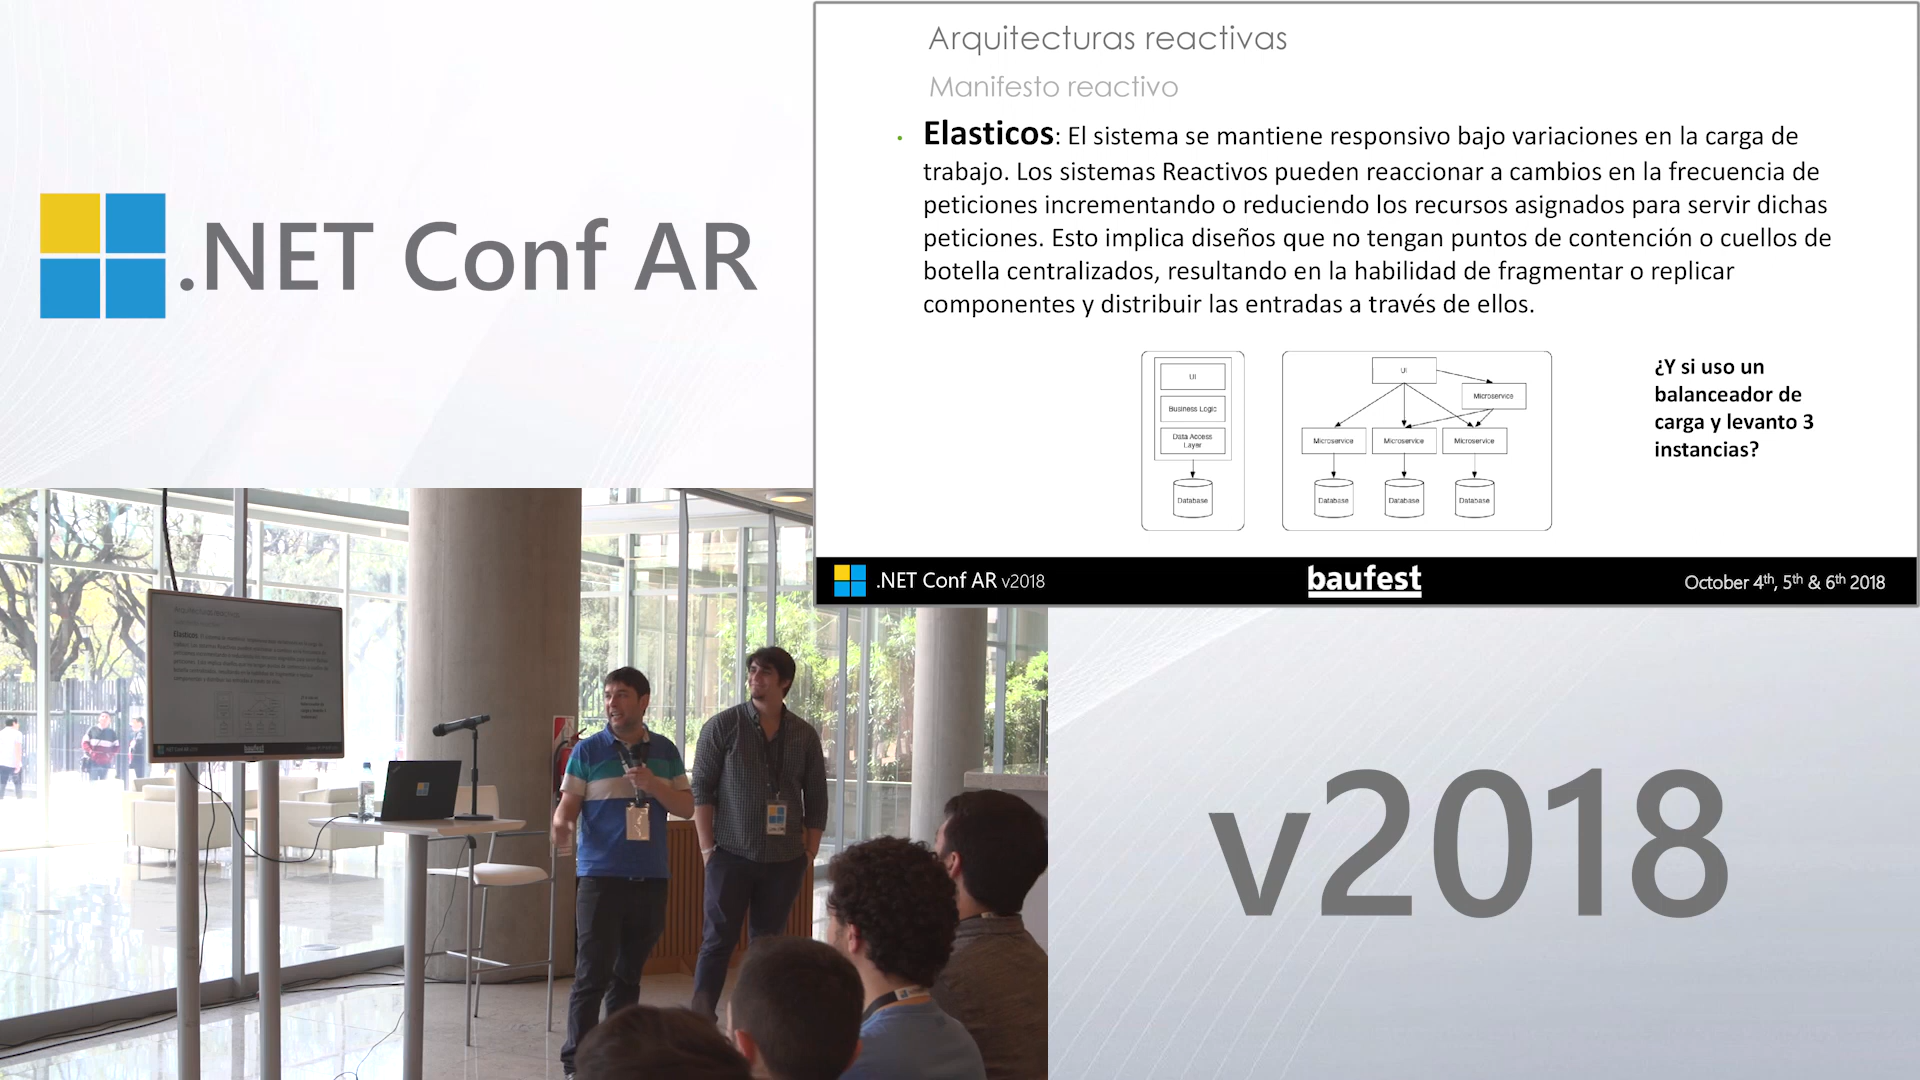 .NET Conf AR
Arquitecturas reactivas
Manifesto reactivo
• Elasticos: El sistema se mantiene responsivo bajo variaciones en la carga de
trabajo. Los sistemas Reactivos pueden reaccionar a cambios en la frecuencia de
peticiones incrementando o reduciendo los recursos asignados para servir dichas
peticiones. Esto implica diseños que no tengan puntos de contención o cuellos de
botella centralizados, resultando en la habilidad de fragmentar o replicar
componentes y distribuir las entradas a través de ellos.
UI
Business Logic
Data Access
Layer
Database
UI
Microservice
Microservice
Microservice
Microservice
Database
Database
Database
¿Y si uso un
balanceador de
carga y levanto 3
instancias?
.NET Conf AR v2018
baufest
October 4th, 5th & 6th 2018
Arquitecturas reactivas
Elasticos
baufest
v2018